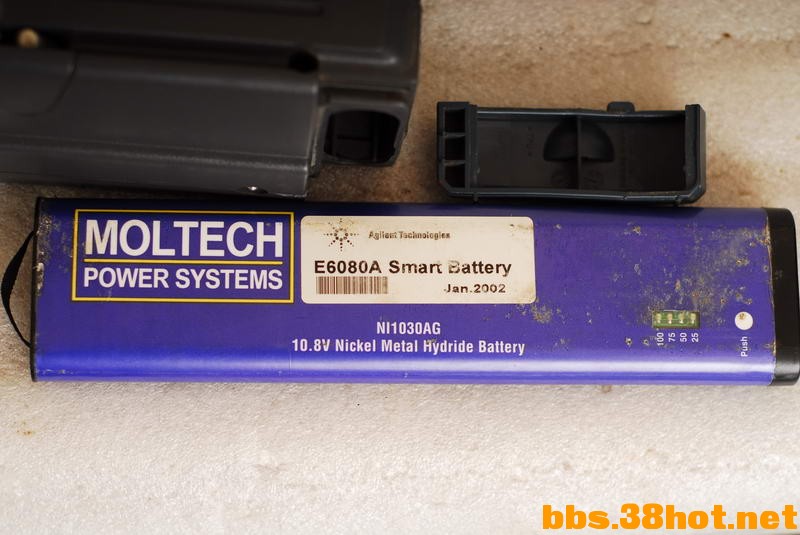 MOLTECH
POWER SYSTEMS
Agilent Technologies
E6080A Smart Battery
Jan.2002
NI1030AG
10.8V Nickel Metal Hydride Battery
100
75
50
25
Push
bbs.38hot.net